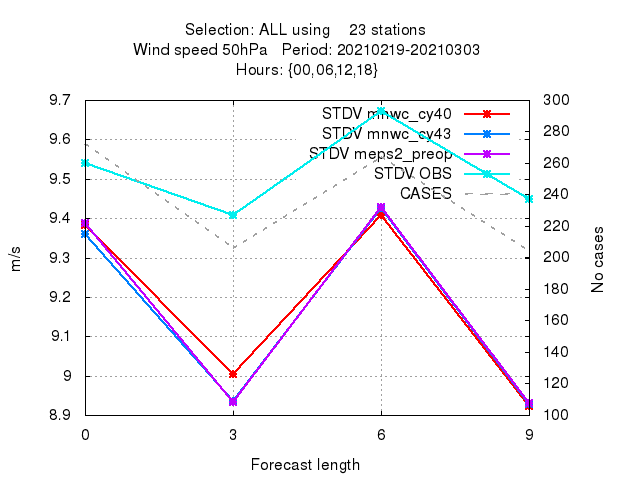 Selection: ALL using    23 stations
Wind speed 50hPa   Period: 20210219-20210303
Hours: {00,06,12,18}
STDV mnwc_cy40
STDV mnwc_cy43
STDV meps2_preop
STDV OBS
CASES
9.7
9.6
9.5
9.4
9.3
9.2
9.1
9
8.9
m/s
300
280
260
240
220
200
180
160
140
120
100
No cases
0 3 6 9
Forecast length